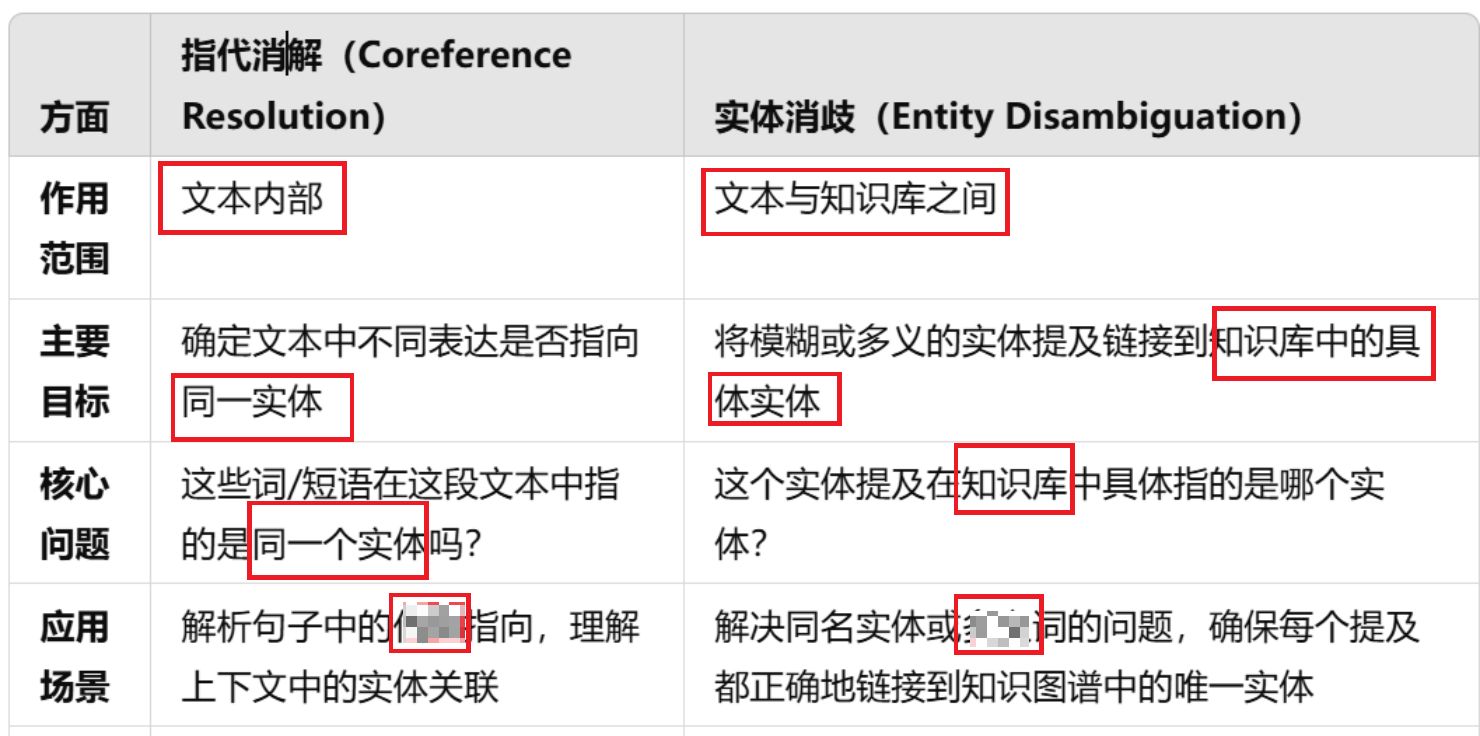 方面
指代消解（Coreference
Resolution）
实体消歧（Entity Disambiguation）
作用
范围
文本内部
文本与知识库之间
主要
目标
确定文本中不同表达是否指向
同一实体
将模糊或多义的实体提及链接到知识库中的具
体实体
核心
问题
这些词/短语在这段文本中指
的是同一个实体吗？
这个实体提及在知识库中具体指的是哪个实
体？
应用
场景
解析句子中的指向，理解
上下文中的实体关联
解决同名实体或词的问题，确保每个提及
都正确地链接到知识图谱中的唯一实体